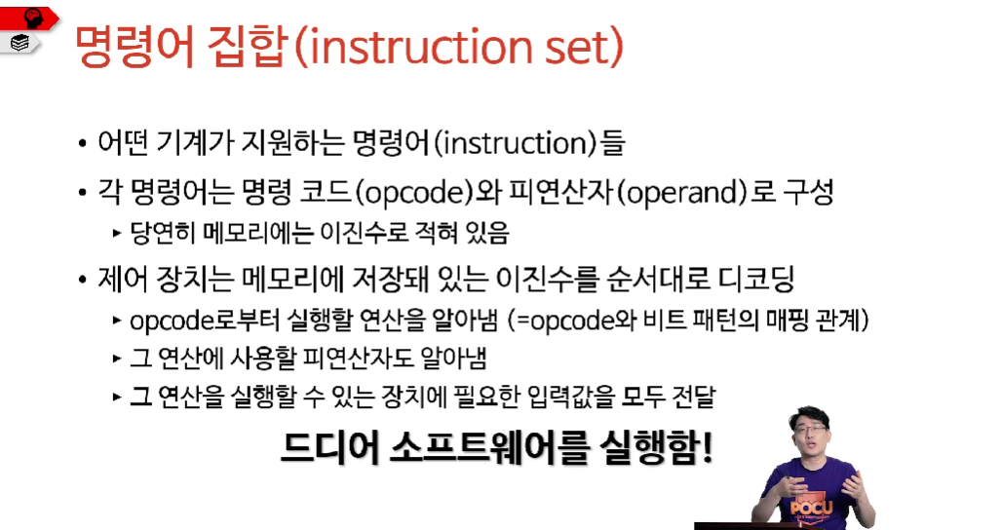 명령어 집합(instruction set)
• 어떤 기계가 지원하는 명령어(instruction)들
• 각 명령어는 명령 코드(opcode)와 피연산자(operand)로 구성
▸ 당연히 메모리에는 이진수로 적혀 있음
• 제어 장치는 메모리에 저장돼 있는 이진수를 순서대로 디코딩
▸ opcode로부터 실행할 연산을 알아냄 (=opcode와 비트 패턴의 매핑 관계)
▸ 그 연산에 사용할 피연산자도 알아냄
▸ 그 연산을 실행할 수 있는 장치에 필요한 입력값을 모두 전달
드디어 소프트웨어를 실행함!
POCU